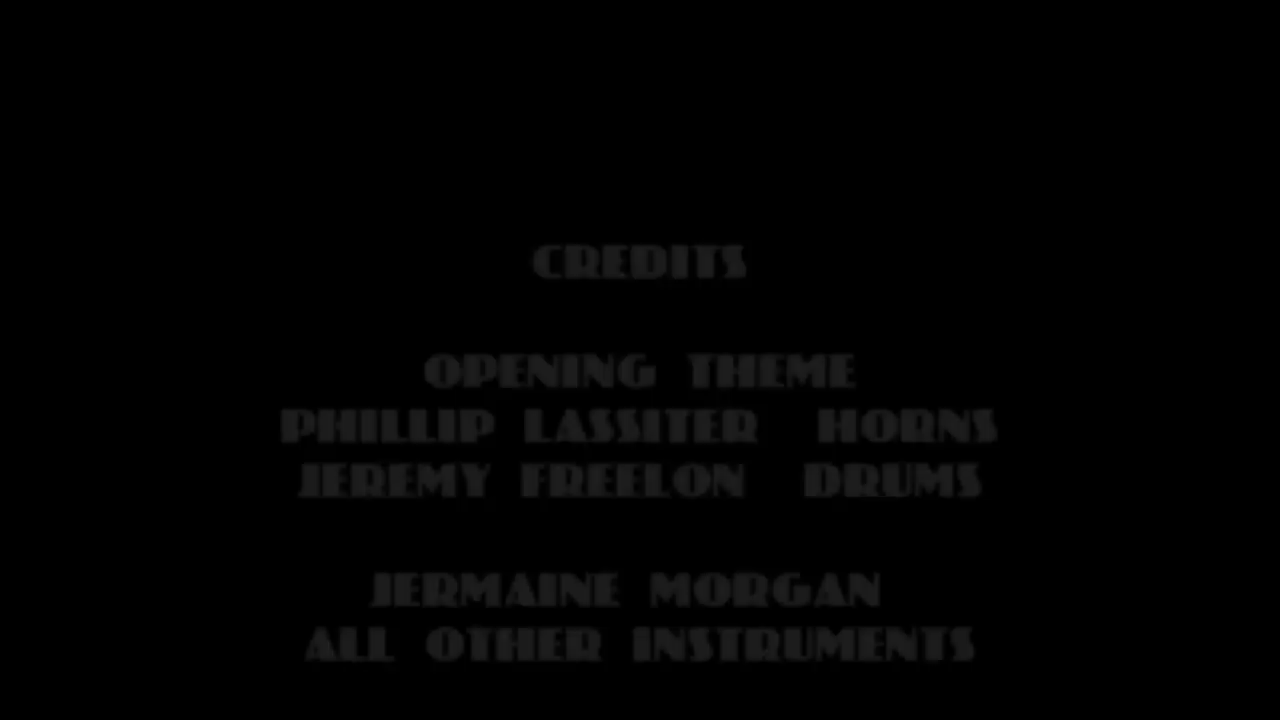 CREDITS
OPENING THEME
PHILLIP LASSITER HORNS
JEREMY FREELON DRUMS
JERMAINE MORGAN
ALL OTHER INSTRUMENTS